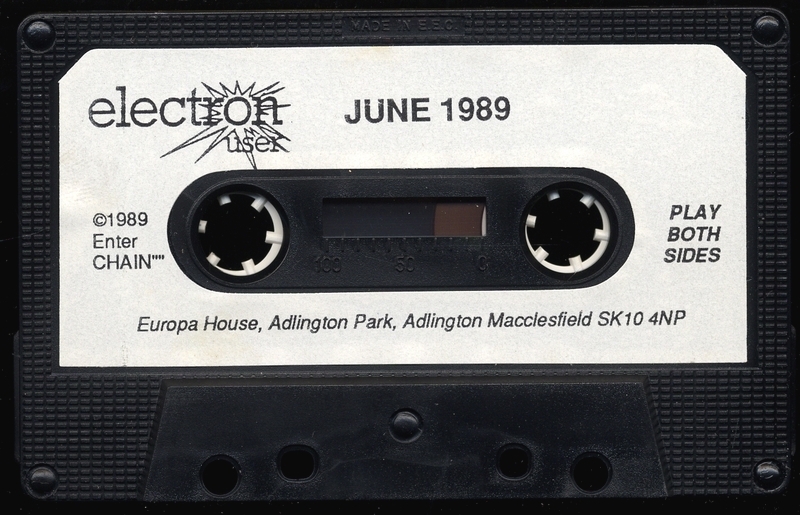 MADE IN E.E.C.
electron
user
JUNE 1989
©1989
Enter
CHAIN""
PLAY
BOTH
SIDES
100 50 0
Europa House, Adlington Park, Adlington Macclesfield SK10 4NP